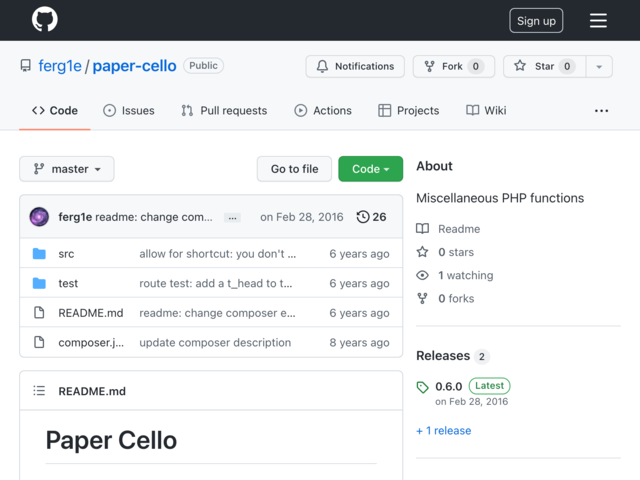 Sign up
ferg1e / paper-cello Public
Notifications Fork 0 Star 0
Code Issues Pull requests Actions Projects Wiki ...
master Go to file Code
ferg1e readme: change com... ... on Feb 28, 2016 26
src allow for shortcut: you don't ... 6 years ago
test route test: add a t_head to t... 6 years ago
README.md readme: change composer e... 6 years ago
composer.j... update composer description 8 years ago
README.md
Paper Cello
About
Miscellaneous PHP functions
Readme
0 stars
1 watching
0 forks
Releases 2
0.6.0 Latest
on Feb 28, 2016
+ 1 release